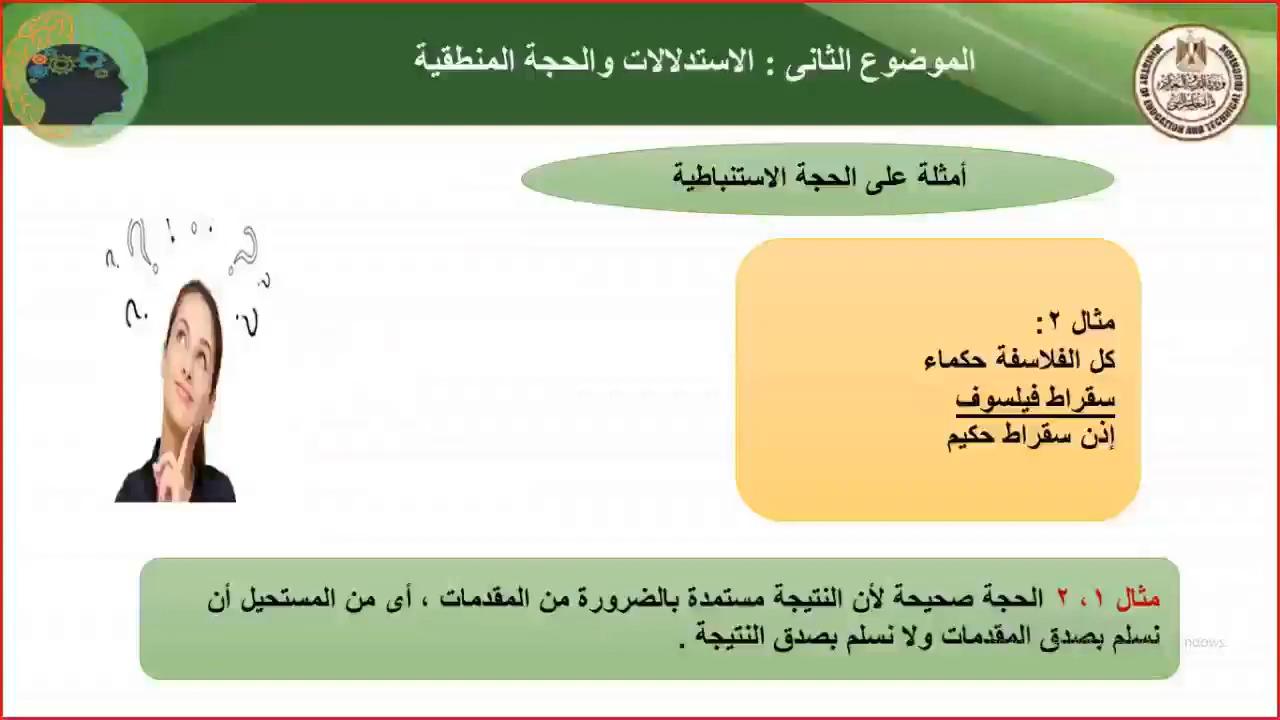 الموضوع الثانى : الاستدلالات والحجة المنطقية
أمثلة على الحجة الاستنباطية
مثال ٢:
كل الفلاسفة حكماء
سقراط فيلسوف
إذن سقراط حكيم
مثال ١، ٢ الحجة صحيحة لأن النتيجة مستمدة بالضرورة من المقدمات ، أى من المستحيل أن
نسلم بصدق المقدمات ولا نسلم بصدق النتيجة .
ndows.